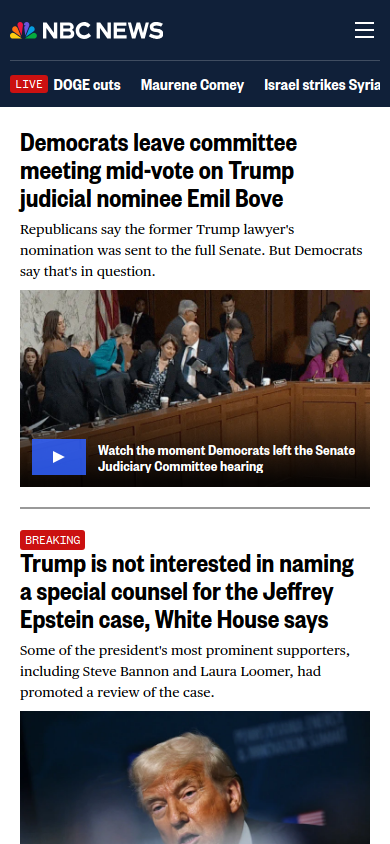 NBC NEWS
LIVE DOGE cuts Maurene Comey Israel strikes Syria
Democrats leave committee
meeting mid-vote on Trump
judicial nominee Emil Bove
Republicans say the former Trump lawyer's
nomination was sent to the full Senate. But Democrats
say that's in question.
Watch the moment Democrats left the Senate
Judiciary Committee hearing
BREAKING
Trump is not interested in naming
a special counsel for the Jeffrey
Epstein case, White House says
Some of the president's most prominent supporters,
including Steve Bannon and Laura Loomer, had
promoted a review of the case.